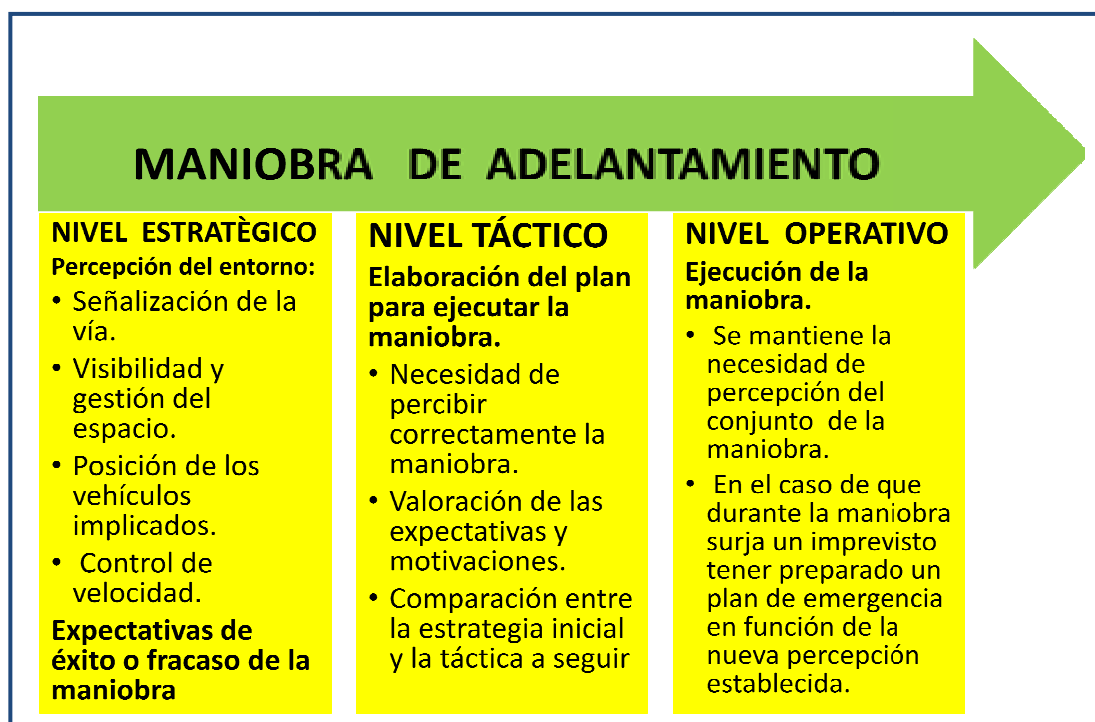 MANIOBRA DE ADELANTAMIENTO
NIVEL ESTRATÈGICO
Percepción del entorno:
• Señalización de la
vía.
• Visibilidad y
gestión del
espacio.
• Posición de los
vehículos
implicados.
• Control de
velocidad.
Expectativas de
éxito o fracaso de la
maniobra
NIVEL TÁCTICO
Elaboración del plan
para ejecutar la
maniobra.
• Necesidad de
percibir
correctamente la
maniobra.
• Valoración de las
expectativas y
motivaciones.
• Comparación entre
la estrategia inicial
y la táctica a seguir
NIVEL OPERATIVO
Ejecución de la
maniobra.
• Se mantiene la
necesidad de
percepción del
conjunto de la
maniobra.
• En el caso de que
durante la maniobra
surja un imprevisto
tener preparado un
plan de emergencia
en función de la
nueva percepción
establecida.